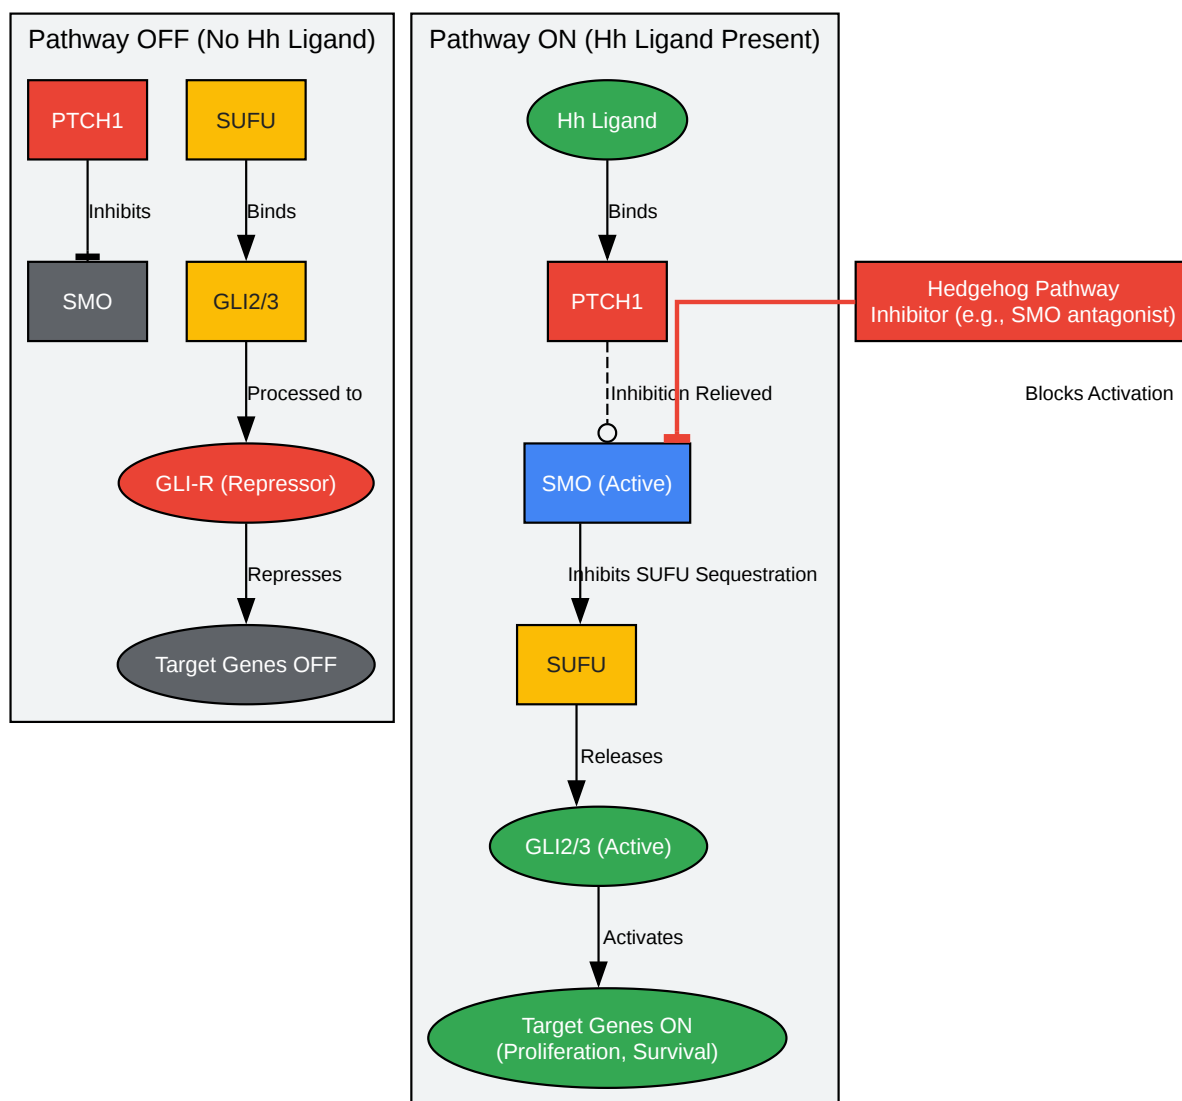 Pathway OFF (No Hh Ligand)
PTCH1
SUFU
Inhibits
Binds
SMO
GLI2/3
Processed to
GLI-R (Repressor)
Represses
Target Genes OFF
Pathway ON (Hh Ligand Present)
Hh Ligand
Binds
PTCH1
Inhibition Relieved
SMO (Active)
Inhibits SUFU Sequestration
SUFU
Releases
GLI2/3 (Active)
Activates
Target Genes ON
(Proliferation, Survival)
Hedgehog Pathway
Inhibitor (e.g., SMO antagonist)
Blocks Activation